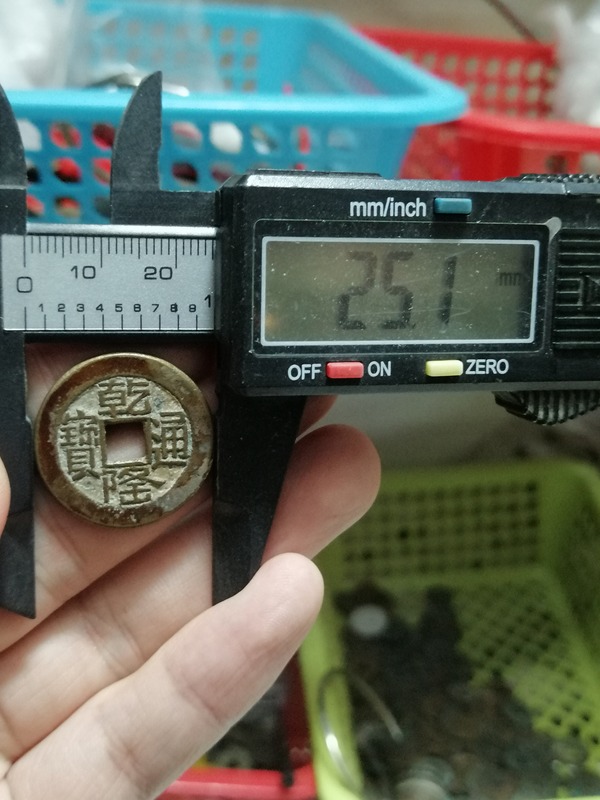 mm/inch
25.1 mm
OFF ON ZERO
0 10 20
1 2 3 4 5 6 7 8 9 1
乾隆通寶